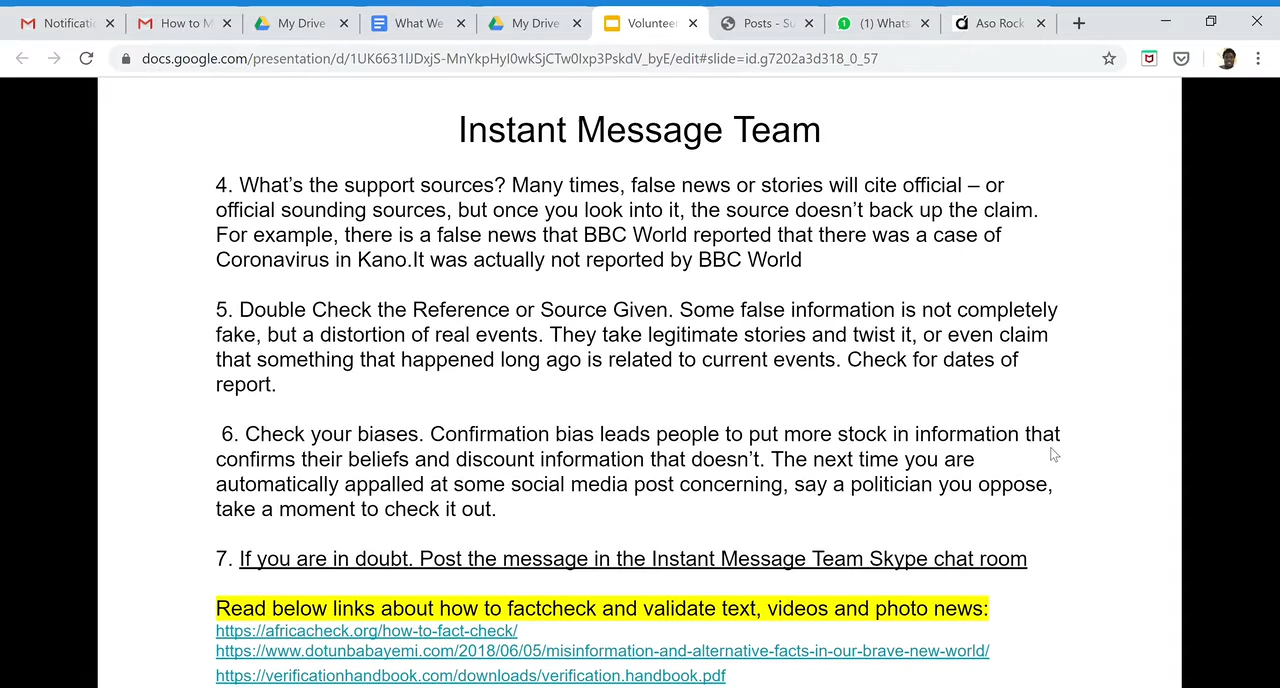 Notificatio
How to M
My Drive
What We
My Drive
Volunteer
Posts - Su
(1) Whats
Aso Rock
docs.google.com/presentation/d/1UK6631lJDxjS-MnYkpHyI0wkSjCTw0Ixp3PskdV_byE/edit#slide=id.g7202a3d318_0_57
Instant Message Team
4. What's the support sources? Many times, false news or stories will cite official – or
official sounding sources, but once you look into it, the source doesn't back up the claim.
For example, there is a false news that BBC World reported that there was a case of
Coronavirus in Kano.It was actually not reported by BBC World
5. Double Check the Reference or Source Given. Some false information is not completely
fake, but a distortion of real events. They take legitimate stories and twist it, or even claim
that something that happened long ago is related to current events. Check for dates of
report.
6. Check your biases. Confirmation bias leads people to put more stock in information that
confirms their beliefs and discount information that doesn't. The next time you are
automatically appalled at some social media post concerning, say a politician you oppose,
take a moment to check it out.
7. If you are in doubt. Post the message in the Instant Message Team Skype chat room
Read below links about how to factcheck and validate text, videos and photo news:
https://africacheck.org/how-to-fact-check/
https://www.dotunbabayemi.com/2018/06/05/misinformation-and-alternative-facts-in-our-brave-new-world/
https://verificationhandbook.com/downloads/verification.handbook.pdf